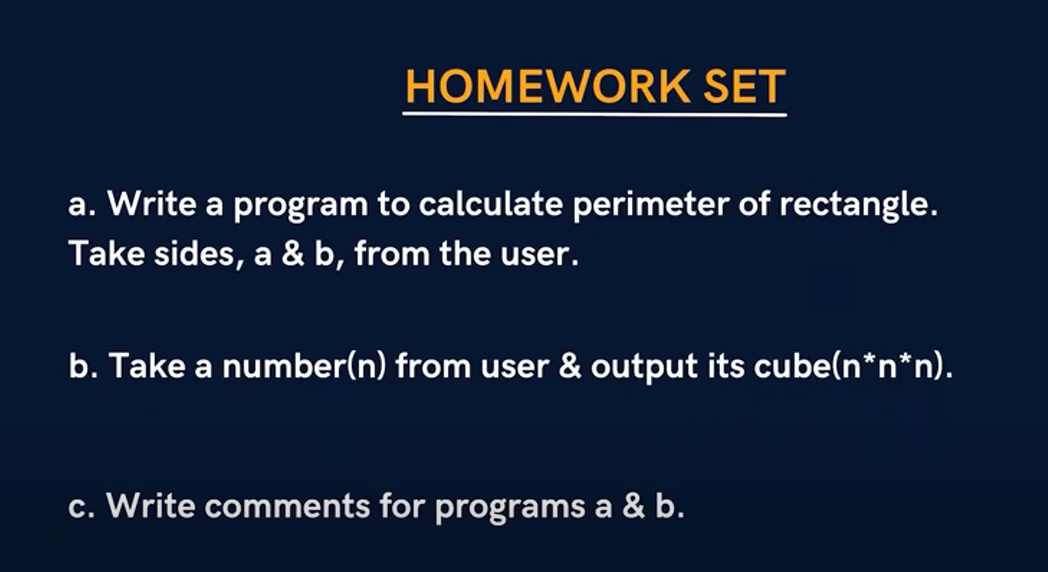 HOMEWORK SET
a. Write a program to calculate perimeter of rectangle.
Take sides, a & b, from the user.
b. Take a number(n) from user & output its cube(n*n*n).
c. Write comments for programs a & b.